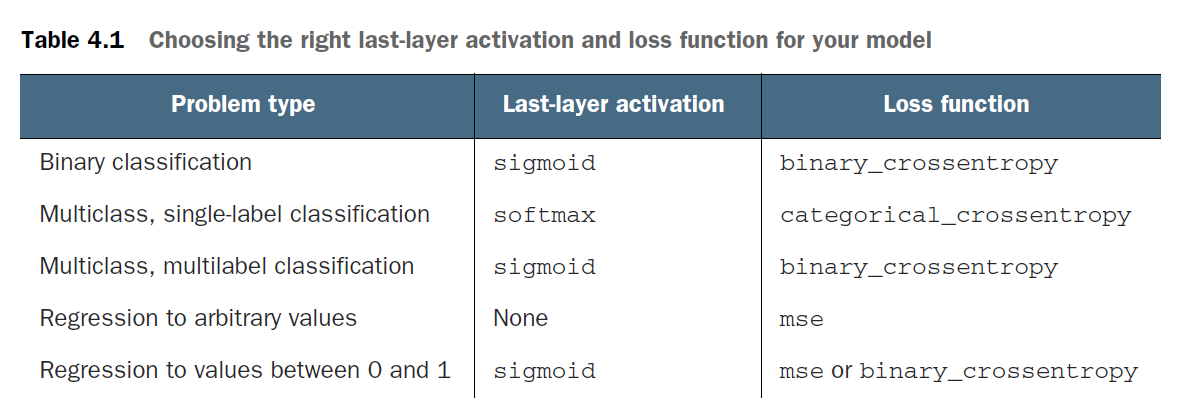 Table 4.1 Choosing the right last-layer activation and loss function for your model
Problem type Last-layer activation Loss function
Binary classification sigmoid binary_crossentropy
Multiclass, single-label classification softmax categorical_crossentropy
Multiclass, multilabel classification sigmoid binary_crossentropy
Regression to arbitrary values None mse
Regression to values between 0 and 1 sigmoid mse or binary_crossentropy